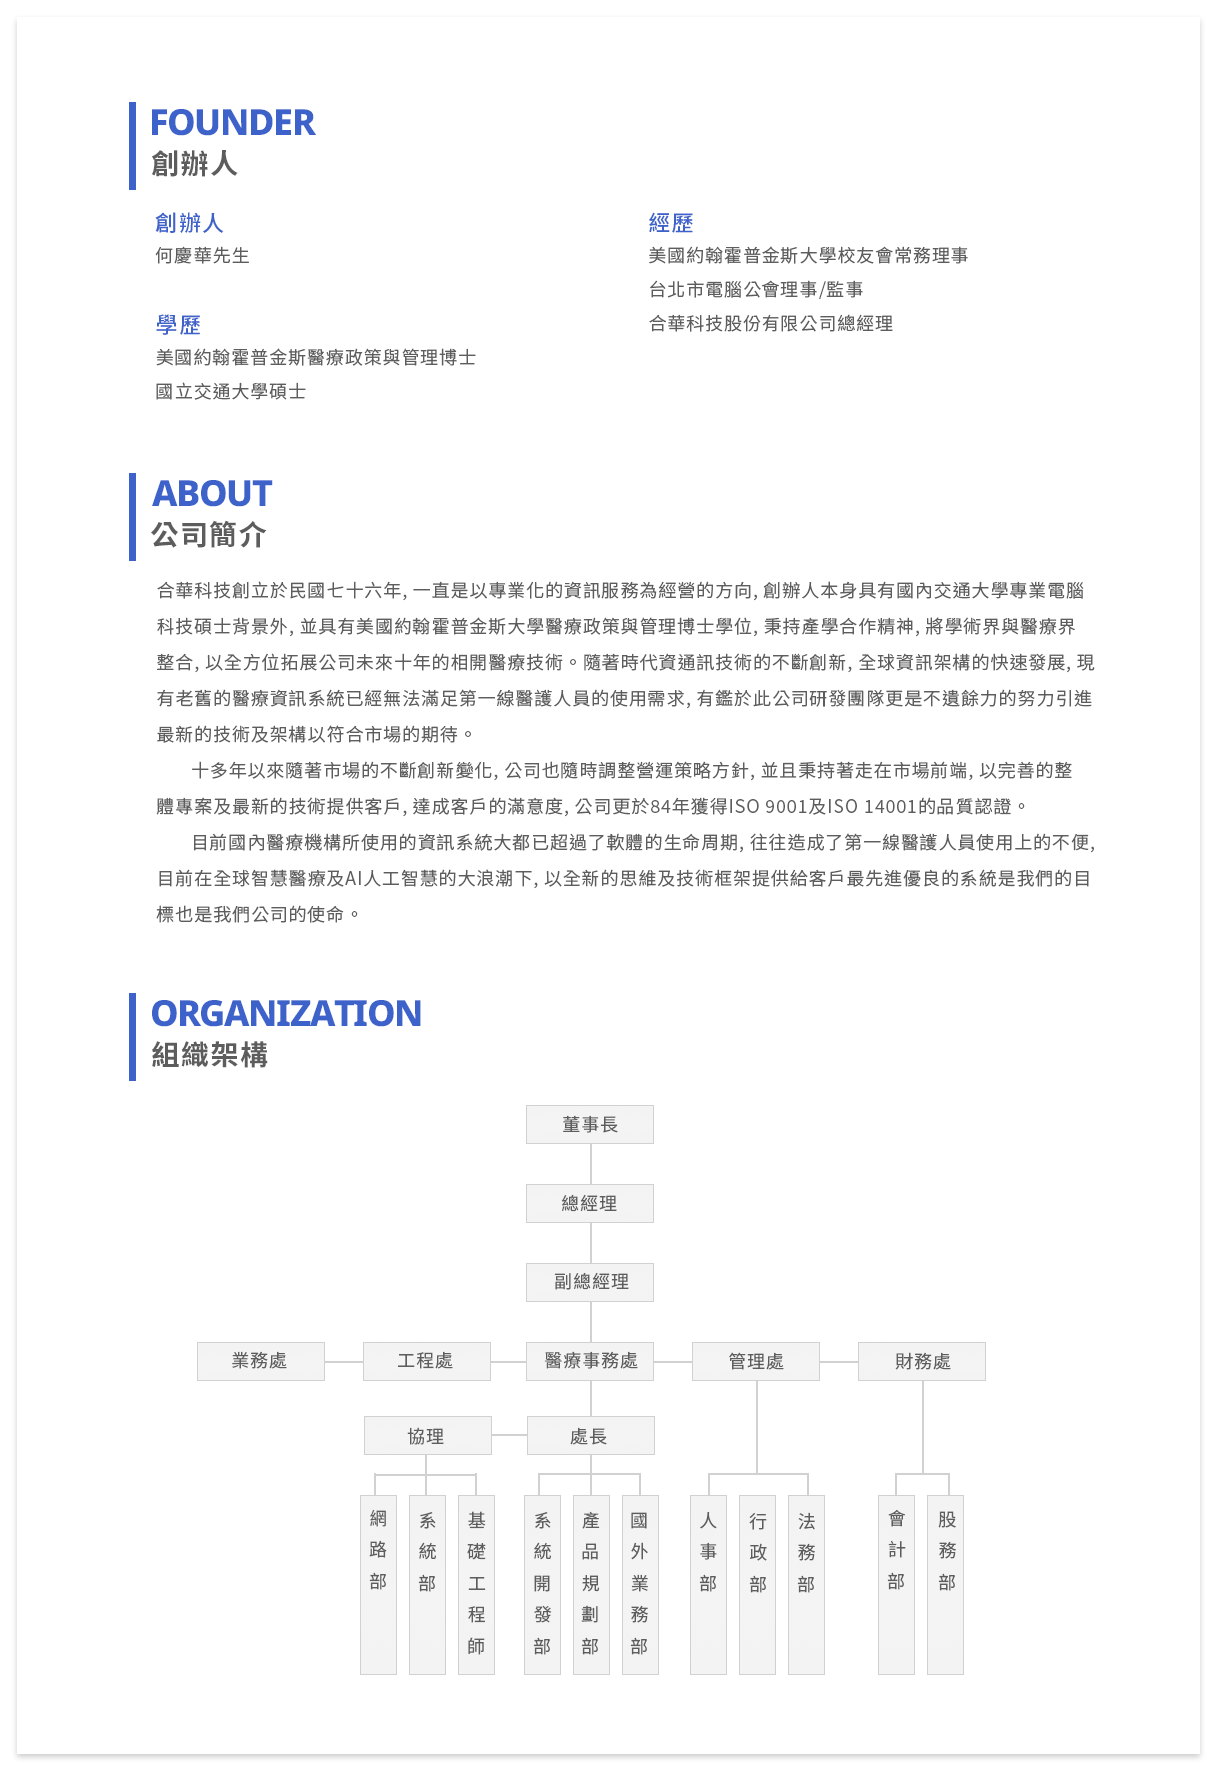 FOUNDER
創辦人
創辦人
何慶華先生
學歷
美國約翰霍普金斯醫療政策與管理博士
國立交通大學碩士
經歷
美國約翰霍普金斯大學校友會常務理事
台北市電腦公會理事/監事
合華科技股份有限公司總經理
ABOUT
公司簡介
合華科技創立於民國七十六年, 一直是以專業化的資訊服務為經營的方向, 創辦人本身具有國內交通大學專業電腦
科技碩士背景外, 並具有美國約翰霍普金斯大學醫療政策與管理博士學位, 秉持產學合作精神, 將學術界與醫療界
整合, 以全方位拓展公司未來十年的相開醫療技術。隨著時代資通訊技術的不斷創新, 全球資訊架構的快速發展, 現
有老舊的醫療資訊系統已經無法滿足第一線醫護人員的使用需求, 有鑑於此公司研發團隊更是不遺餘力的努力引進
最新的技術及架構以符合市場的期待。
十多年以來隨著市場的不斷創新變化, 公司也隨時調整營運策略方針, 並且秉持著走在市場前端, 以完善的整
體專案及最新的技術提供客戶, 達成客戶的滿意度, 公司更於84年獲得ISO 9001及ISO 14001的品質認證。
目前國內醫療機構所使用的資訊系統大都已超過了軟體的生命周期, 往往造成了第一線醫護人員使用上的不便,
目前在全球智慧醫療及AI人工智慧的大浪潮下, 以全新的思維及技術框架提供給客戶最先進優良的系統是我們的目
標也是我們公司的使命。
ORGANIZATION
組織架構
董事長
總經理
副總經理
業務處
工程處
醫療事務處
管理處
財務處
協理
處長
網路部
系統部
基礎工程師
系統開發部
產品規劃部
國外業務部
人事部
行政部
法務部
會計部
股務部